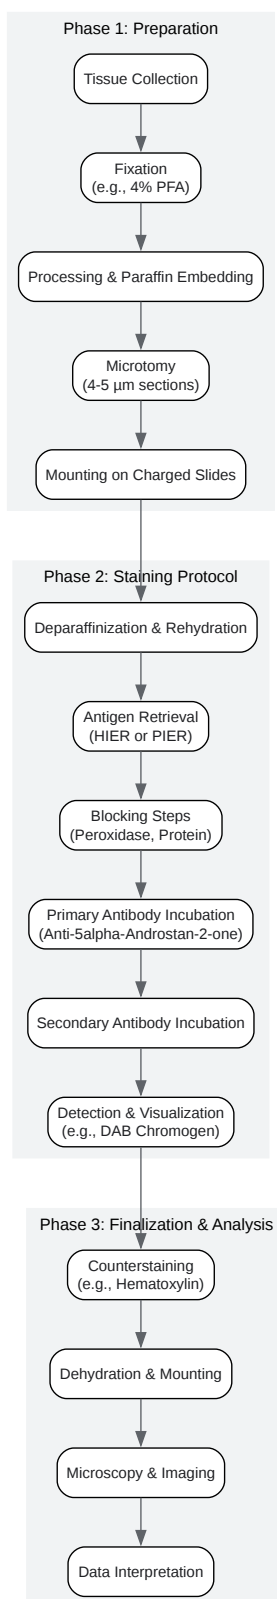 Phase 1: Preparation
Tissue Collection
Fixation
(e.g., 4% PFA)
Processing & Paraffin Embedding
Microtomy
(4-5 µm sections)
Mounting on Charged Slides
Phase 2: Staining Protocol
Deparaffinization & Rehydration
Antigen Retrieval
(HIER or PIER)
Blocking Steps
(Peroxidase, Protein)
Primary Antibody Incubation
(Anti-5alpha-Androstan-2-one)
Secondary Antibody Incubation
Detection & Visualization
(e.g., DAB Chromogen)
Phase 3: Finalization & Analysis
Counterstaining
(e.g., Hematoxylin)
Dehydration & Mounting
Microscopy & Imaging
Data Interpretation